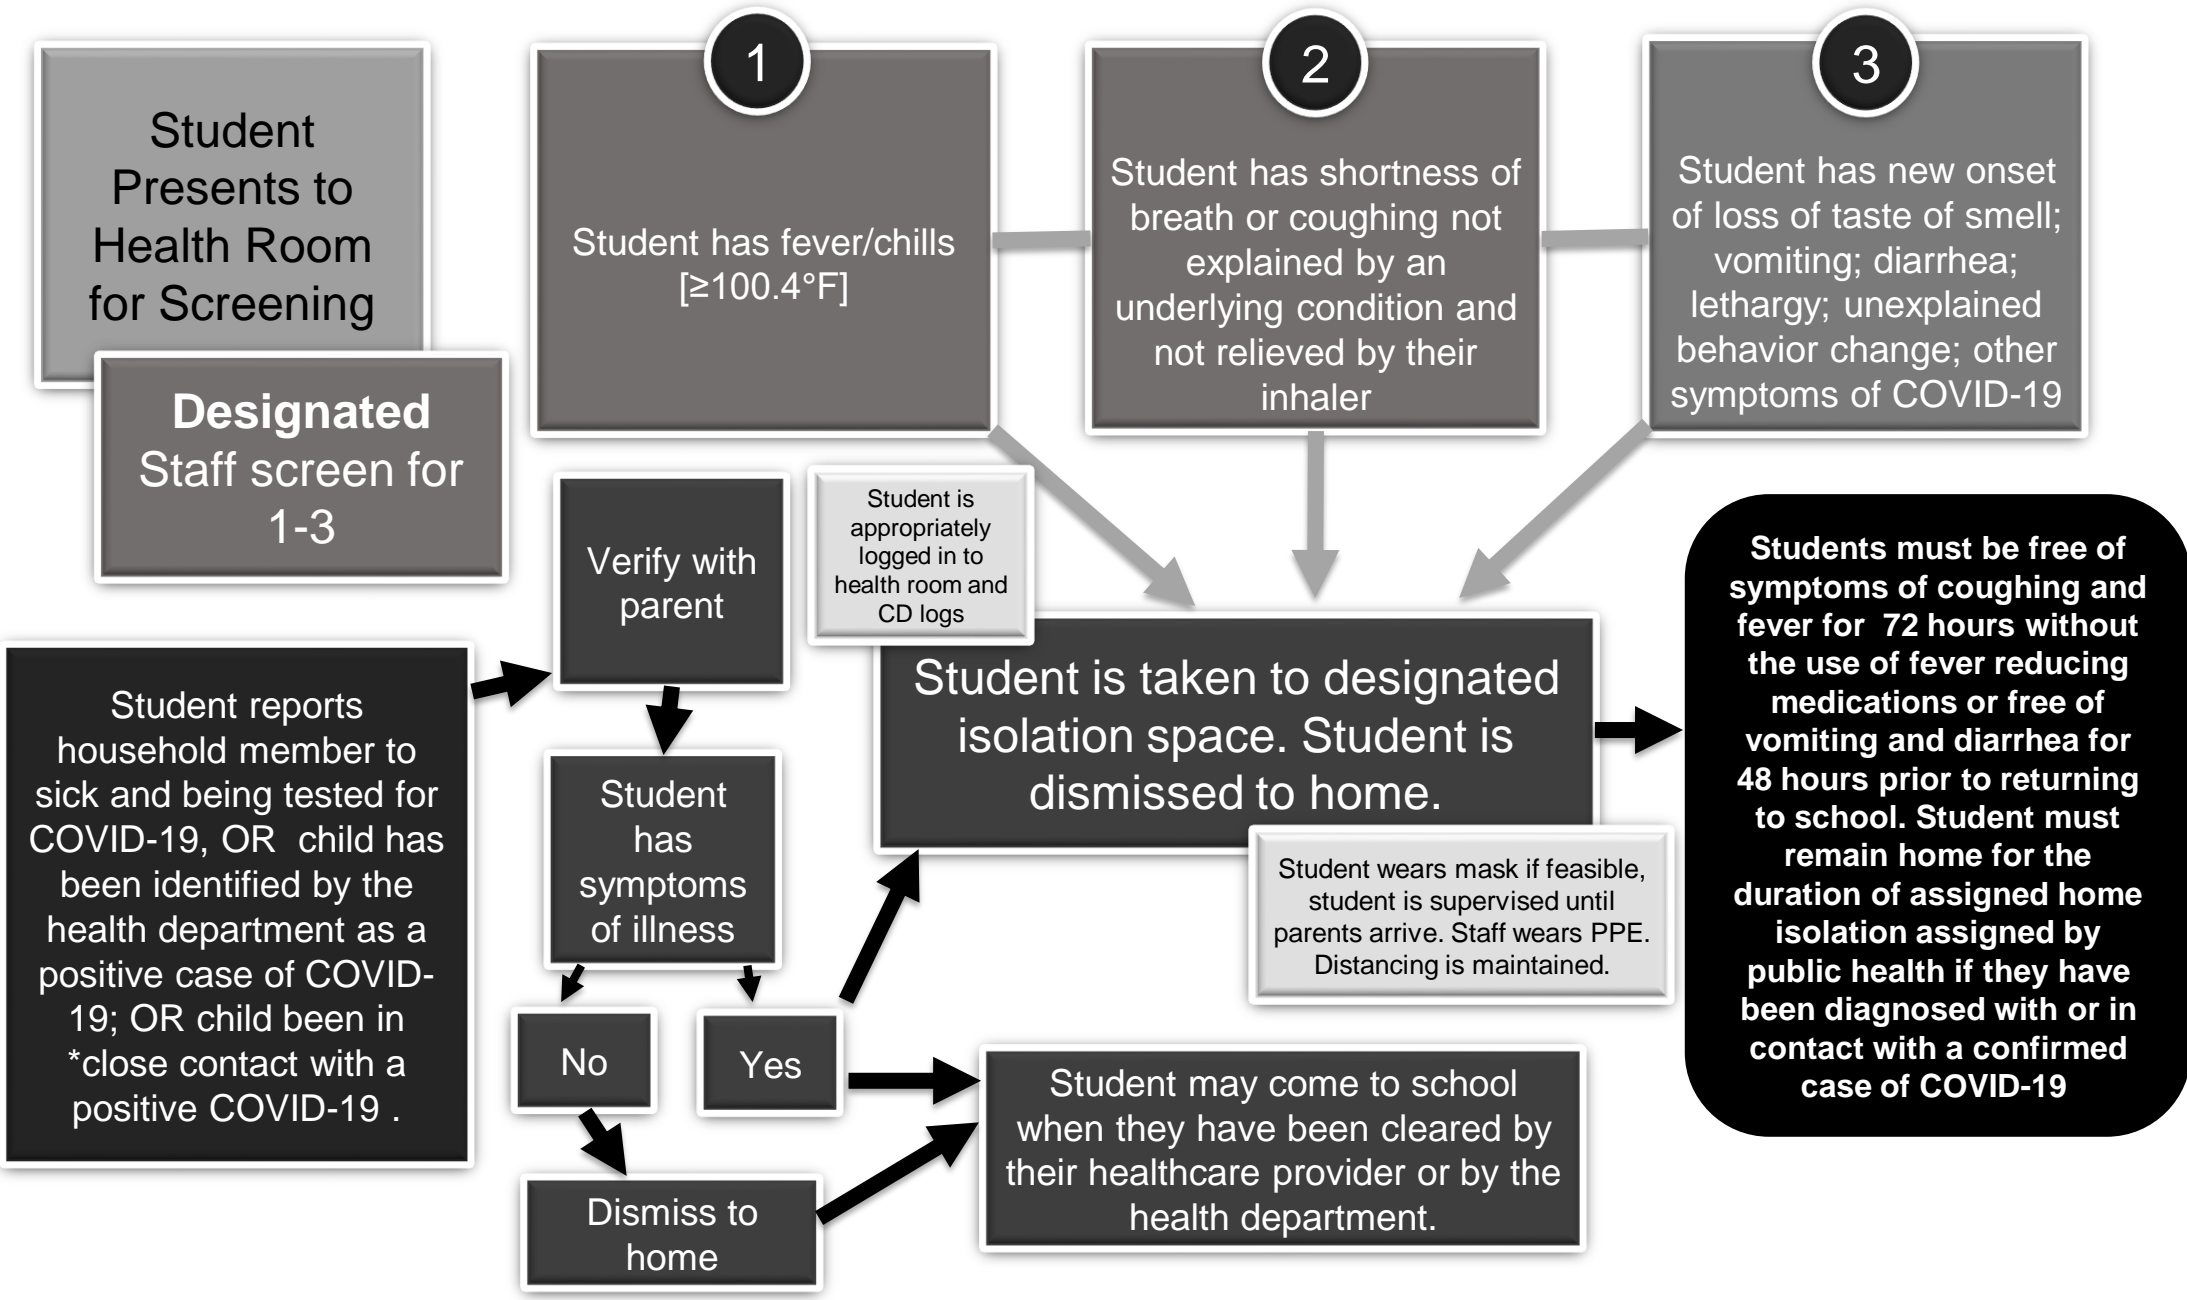 Student
Presents to
Health Room
for Screening
Designated
Staff screen for
1-3
1
Student has fever/chills
[≥100.4°F]
2
Student has shortness of
breath or coughing not
explained by an
underlying condition and
not relieved by their
inhaler
3
Student has new onset
of loss of taste of smell;
vomiting; diarrhea;
lethargy; unexplained
behavior change; other
symptoms of COVID-19
Student reports
household member to
sick and being tested for
COVID-19, OR child has
been identified by the
health department as a
positive case of COVID-
19; OR child been in
*close contact with a
positive COVID-19 .
Verify with
parent
Student
has
symptoms
of illness
No
Yes
Dismiss to
home
Student is
appropriately
logged in to
health room and
CD logs
Student is taken to designated
isolation space. Student is
dismissed to home.
Student wears mask if feasible,
student is supervised until
parents arrive. Staff wears PPE.
Distancing is maintained.
Student may come to school
when they have been cleared by
their healthcare provider or by the
health department.
Students must be free of
symptoms of coughing and
fever for 72 hours without
the use of fever reducing
medications or free of
vomiting and diarrhea for
48 hours prior to returning
to school. Student must
remain home for the
duration of assigned home
isolation assigned by
public health if they have
been diagnosed with or in
contact with a confirmed
case of COVID-19